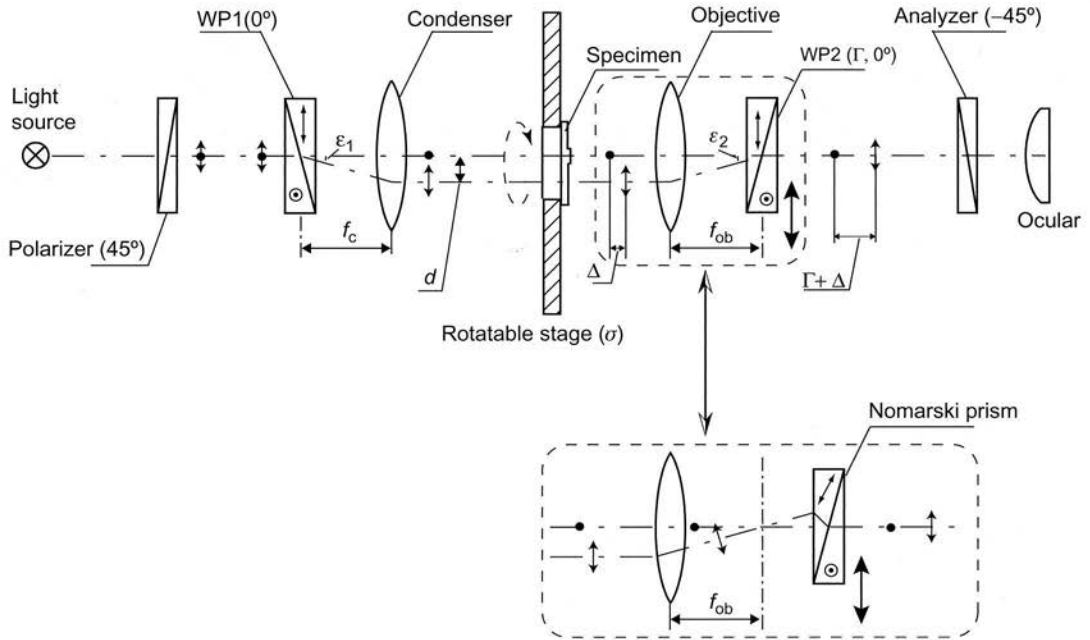 WP1(0º)
Condenser
Objective
Analyzer (–45º)
Specimen
WP2 (Γ, 0º)
Light
source
ε1
ε2
Polarizer (45º)
fc
d
fob
Δ
Γ+ Δ
Ocular
Rotatable stage (σ)
Nomarski prism
fob